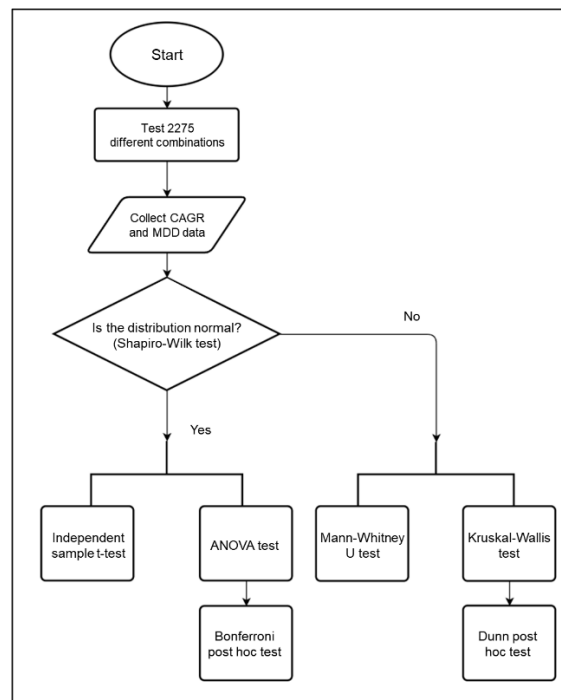 Start
Test 2275
different combinations
Collect CAGR
and MDD data
Is the distribution normal?
(Shapiro-Wilk test)
No
Yes
Independent
sample t-test
ANOVA test
Mann-Whitney
U test
Kruskal-Wallis
test
Bonferroni
post hoc test
Dunn post
hoc test